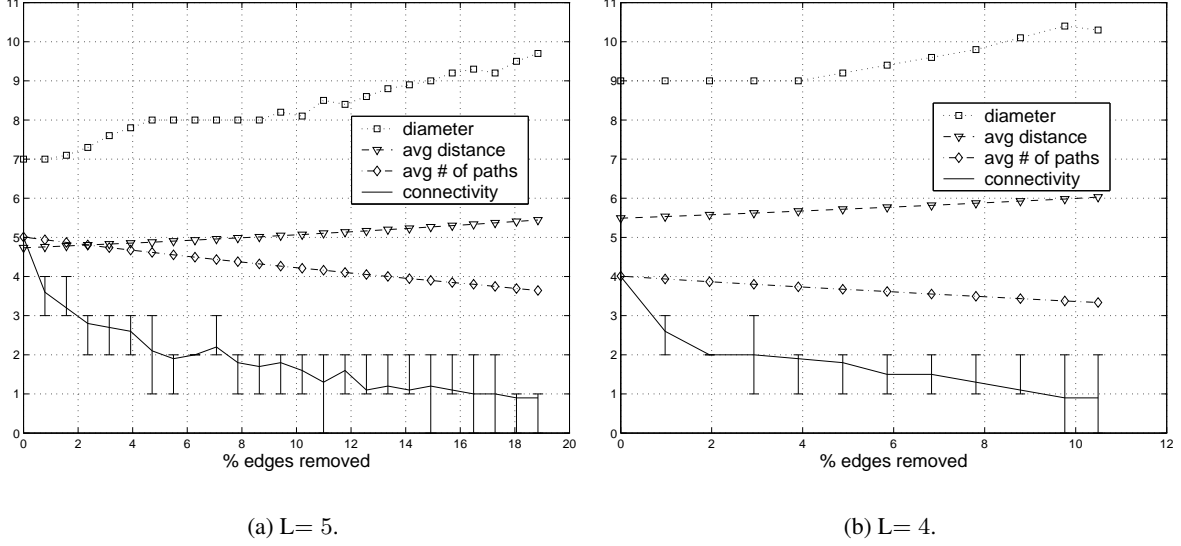 11
10
9
8
7
6
5
4
3
2
1
0
0 2 4 6 8 10 12 14 16 18 20
% edges removed
diameter
avg distance
avg # of paths
connectivity
(a) L= 5.
11
10
9
8
7
6
5
4
3
2
1
0
0 2 4 6 8 10 12
% edges removed
diameter
avg distance
avg # of paths
connectivity
(b) L= 4.